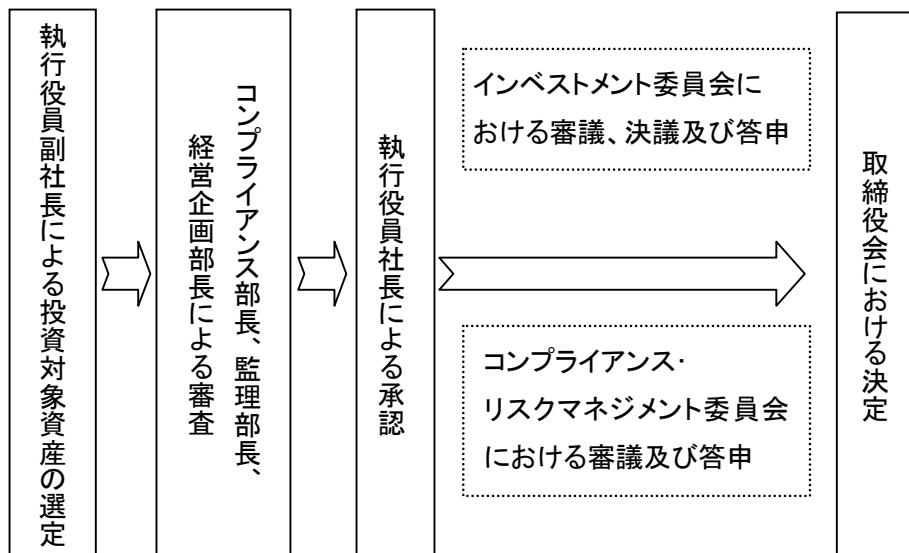 執行役員副社長による投資対象資産の選定
コンプライアンス部長、監理部長、
経営企画部長による審査
執行役員社長による承認
インベストメント委員会に
おける審議、決議及び答申
コンプライアンス・
リスクマネジメント委員会
における審議及び答申
取締役会における決定